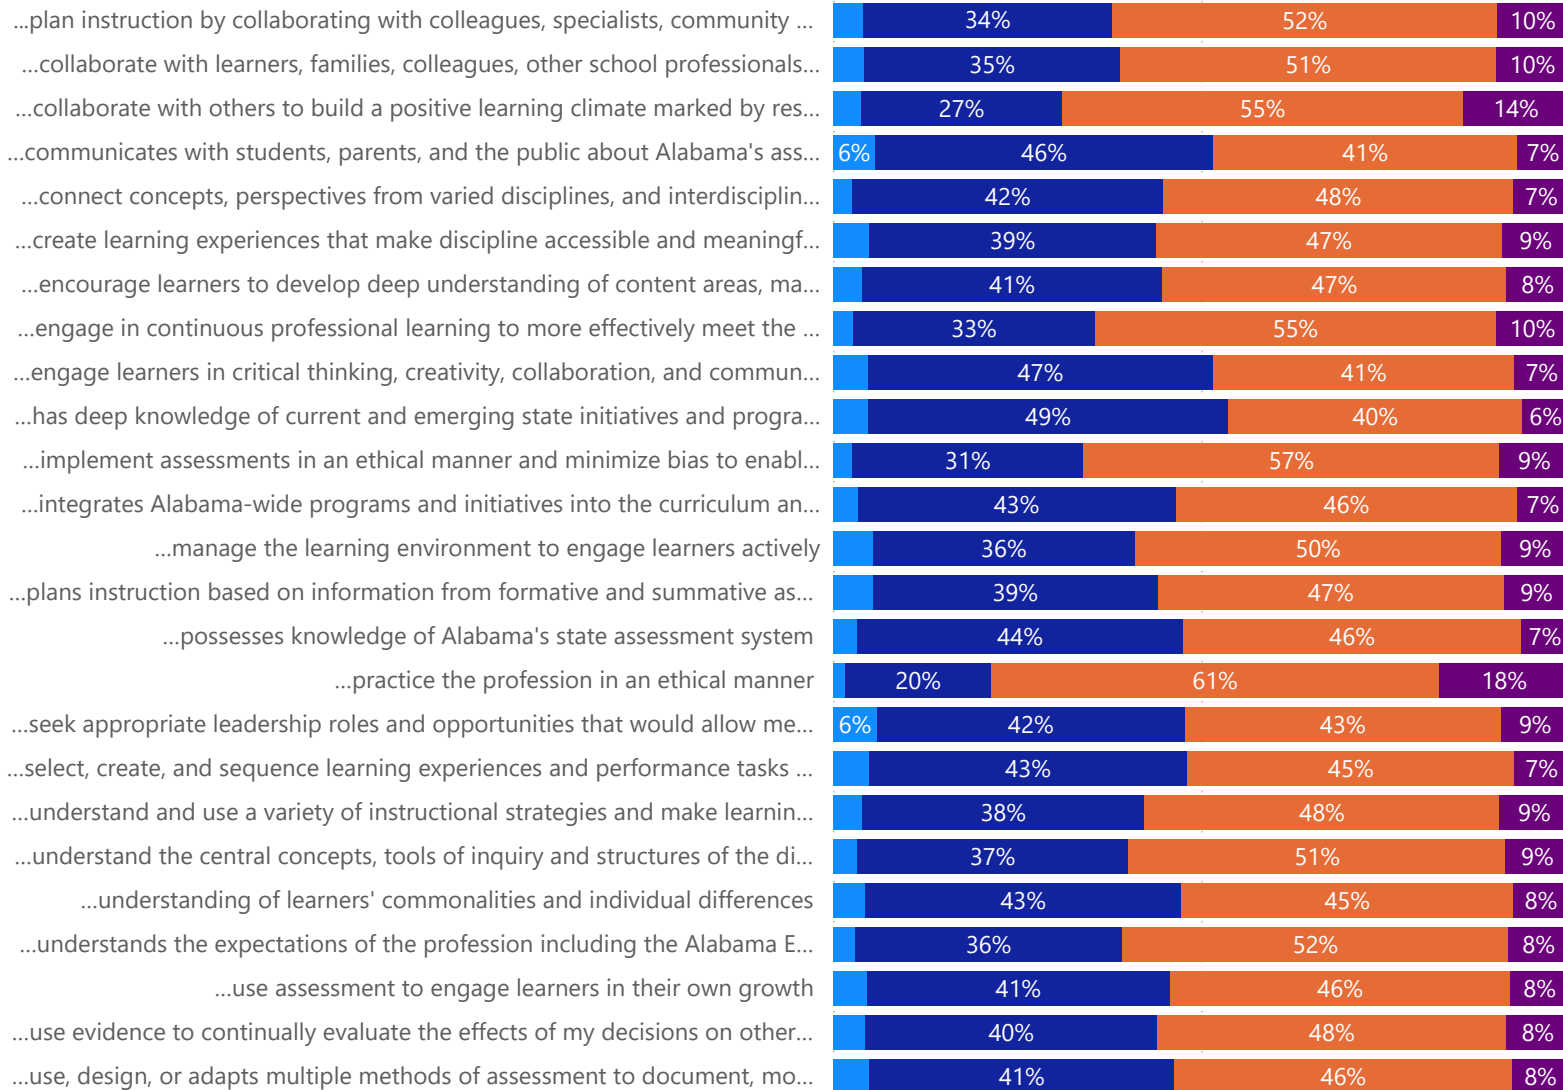 ...plan instruction by collaborating with colleagues, specialists, community ... 34% 52% 10%
...collaborate with learners, families, colleagues, other school professionals... 35% 51% 10%
...collaborate with others to build a positive learning climate marked by res... 27% 55% 14%
...communicates with students, parents, and the public about Alabama's ass... 6% 46% 41% 7%
...connect concepts, perspectives from varied disciplines, and interdisciplin... 42% 48% 7%
...create learning experiences that make discipline accessible and meaningf... 39% 47% 9%
...encourage learners to develop deep understanding of content areas, ma... 41% 47% 8%
...engage in continuous professional learning to more effectively meet the ... 33% 55% 10%
...engage learners in critical thinking, creativity, collaboration, and commun... 47% 41% 7%
...has deep knowledge of current and emerging state initiatives and progra... 49% 40% 6%
...implement assessments in an ethical manner and minimize bias to enabl... 31% 57% 9%
...integrates Alabama-wide programs and initiatives into the curriculum an... 43% 46% 7%
...manage the learning environment to engage learners actively 36% 50% 9%
...plans instruction based on information from formative and summative as... 39% 47% 9%
...possesses knowledge of Alabama's state assessment system 44% 46% 7%
...practice the profession in an ethical manner 20% 61% 18%
...seek appropriate leadership roles and opportunities that would allow me... 6% 42% 43% 9%
...select, create, and sequence learning experiences and performance tasks ... 43% 45% 7%
...understand and use a variety of instructional strategies and make learnin... 38% 48% 9%
...understand the central concepts, tools of inquiry and structures of the di... 37% 51% 9%
...understanding of learners' commonalities and individual differences 43% 45% 8%
...understands the expectations of the profession including the Alabama E... 36% 52% 8%
...use assessment to engage learners in their own growth 41% 46% 8%
...use evidence to continually evaluate the effects of my decisions on other... 40% 48% 8%
...use, design, or adapts multiple methods of assessment to document, mo... 41% 46% 8%